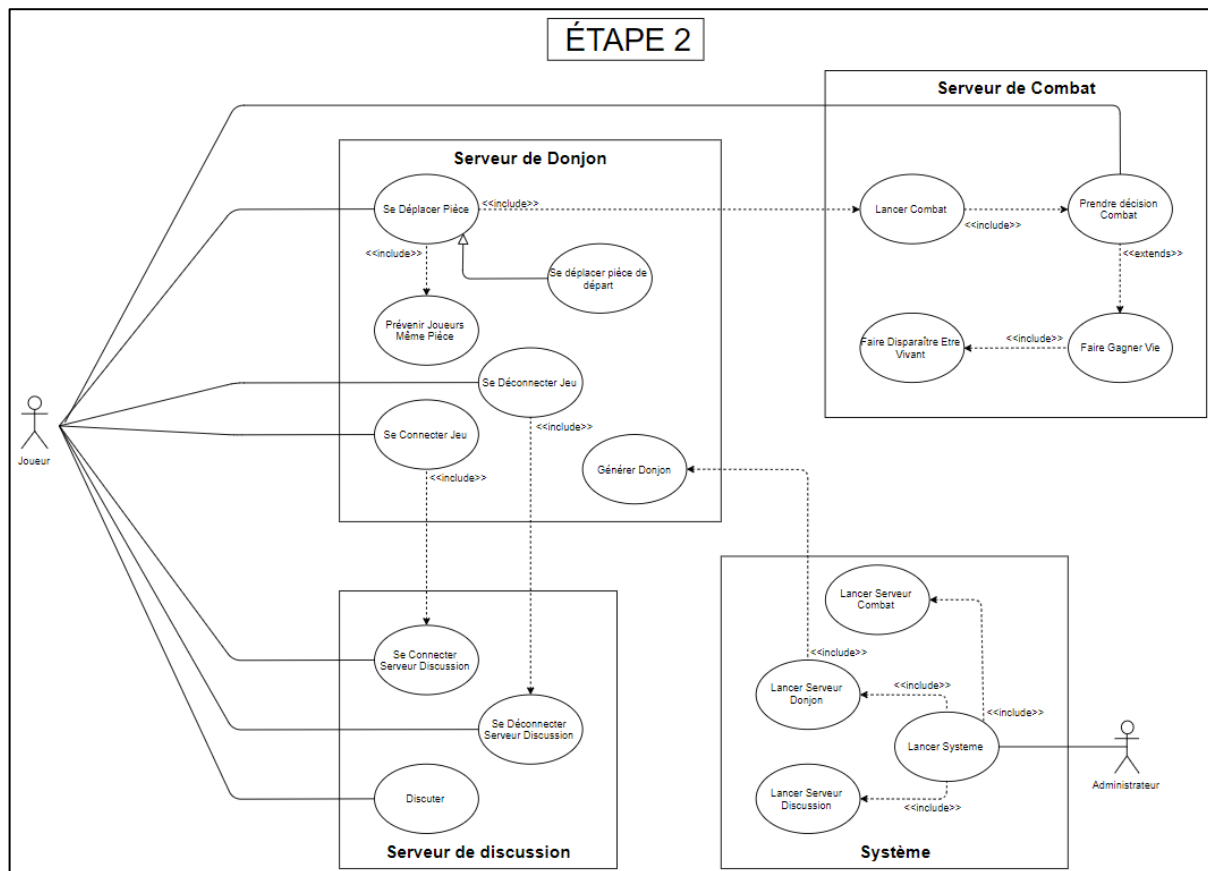 ÉTAPE 2
Serveur de Combat
Serveur de Donjon
Se Déplacer Pièce
<<include>>
Lancer Combat
<<include>>
Prendre décision
Combat
<<include>>
<<extends>>
Se déplacer pièce de
départ
Prévenir Joueurs
Même Pièce
Faire Disparaître Etre
Vivant
<<include>>
Faire Gagner Vie
Se Déconnecter Jeu
<<include>>
Se Connecter Jeu
Joueur
<<include>>
Générer Donjon
Lancer Serveur
Combat
<<include>>
Se Connecter
Serveur Discussion
Lancer Serveur
Donjon
<<include>>
<<include>>
Se Déconnecter
Serveur Discussion
Lancer Systeme
Administrateur
Discuter
Lancer Serveur
Discussion
<<include>>
Serveur de discussion
Système